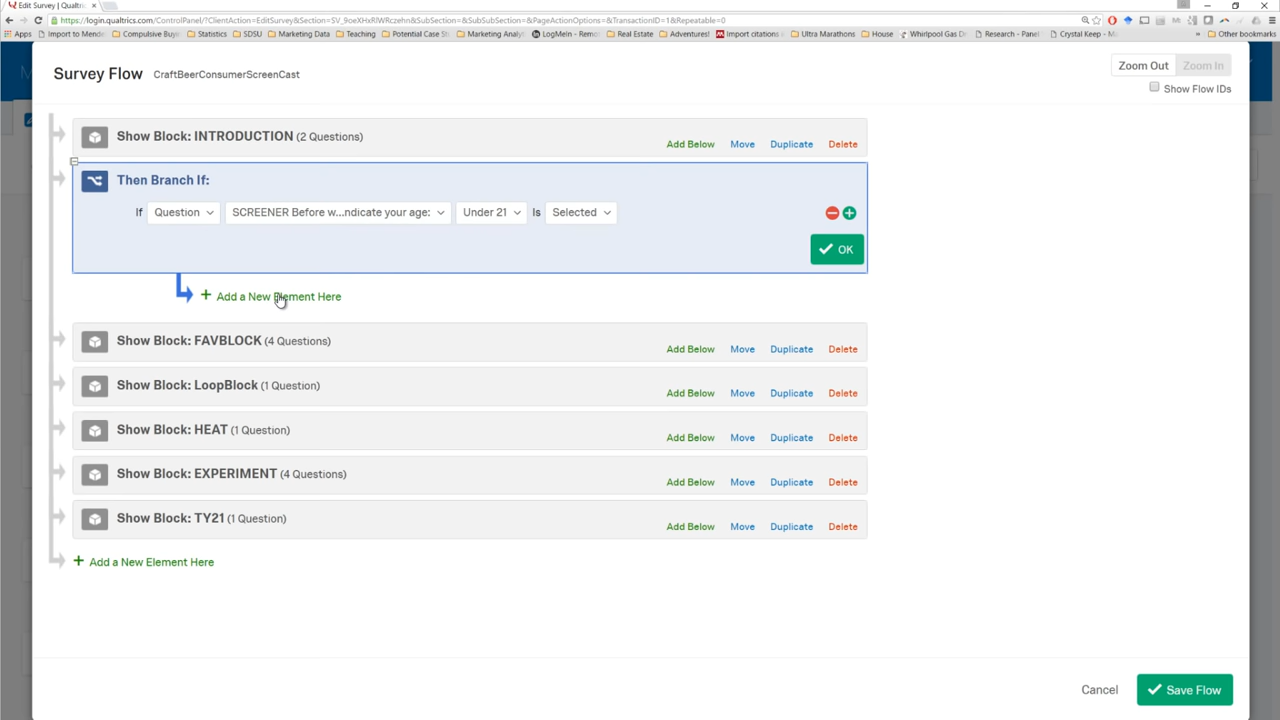 Edit Survey | Qualtri
https://login.qualtrics.com/ControlPanel/?ClientAction=EditSurvey&Section=SV_9oeXHxRlWRczehn&SubSection=&SubSubSection=&PageActionOptions=&TransactionID=1&Repeatable=0
Apps Import to Mende Compulsive Buye Statistics SDSU Marketing Data Teaching Potential Case St Marketing Analy LogMeIn - Remo Real Estate Adventures! Import citations Ultra Marathons House Whirlpool Gas D Research - Panel Crystal Keep - Mu » Other bookmarks
Survey Flow CraftBeerConsumerScreenCast
Zoom Out Zoom In
Show Flow IDs
Show Block: INTRODUCTION (2 Questions)
Add Below Move Duplicate Delete
Then Branch If:
If Question SCREENER Before w...ndicate your age: Under 21 Is Selected
OK
+ Add a New Element Here
Show Block: FAVBLOCK (4 Questions)
Add Below Move Duplicate Delete
Show Block: LoopBlock (1 Question)
Add Below Move Duplicate Delete
Show Block: HEAT (1 Question)
Add Below Move Duplicate Delete
Show Block: EXPERIMENT (4 Questions)
Add Below Move Duplicate Delete
Show Block: TY21 (1 Question)
Add Below Move Duplicate Delete
+ Add a New Element Here
Cancel Save Flow